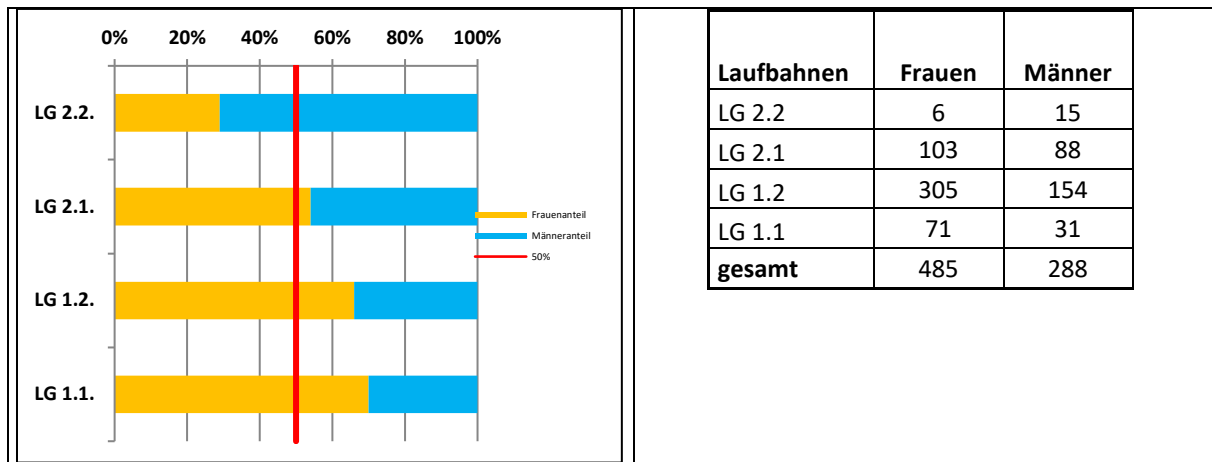 0% 20% 40% 60% 80% 100%
LG 2.2.
LG 2.1.
LG 1.2.
LG 1.1.
Frauenanteil
Männeranteil
50%
Laufbahnen Frauen Männer
LG 2.2 6 15
LG 2.1 103 88
LG 1.2 305 154
LG 1.1 71 31
gesamt 485 288